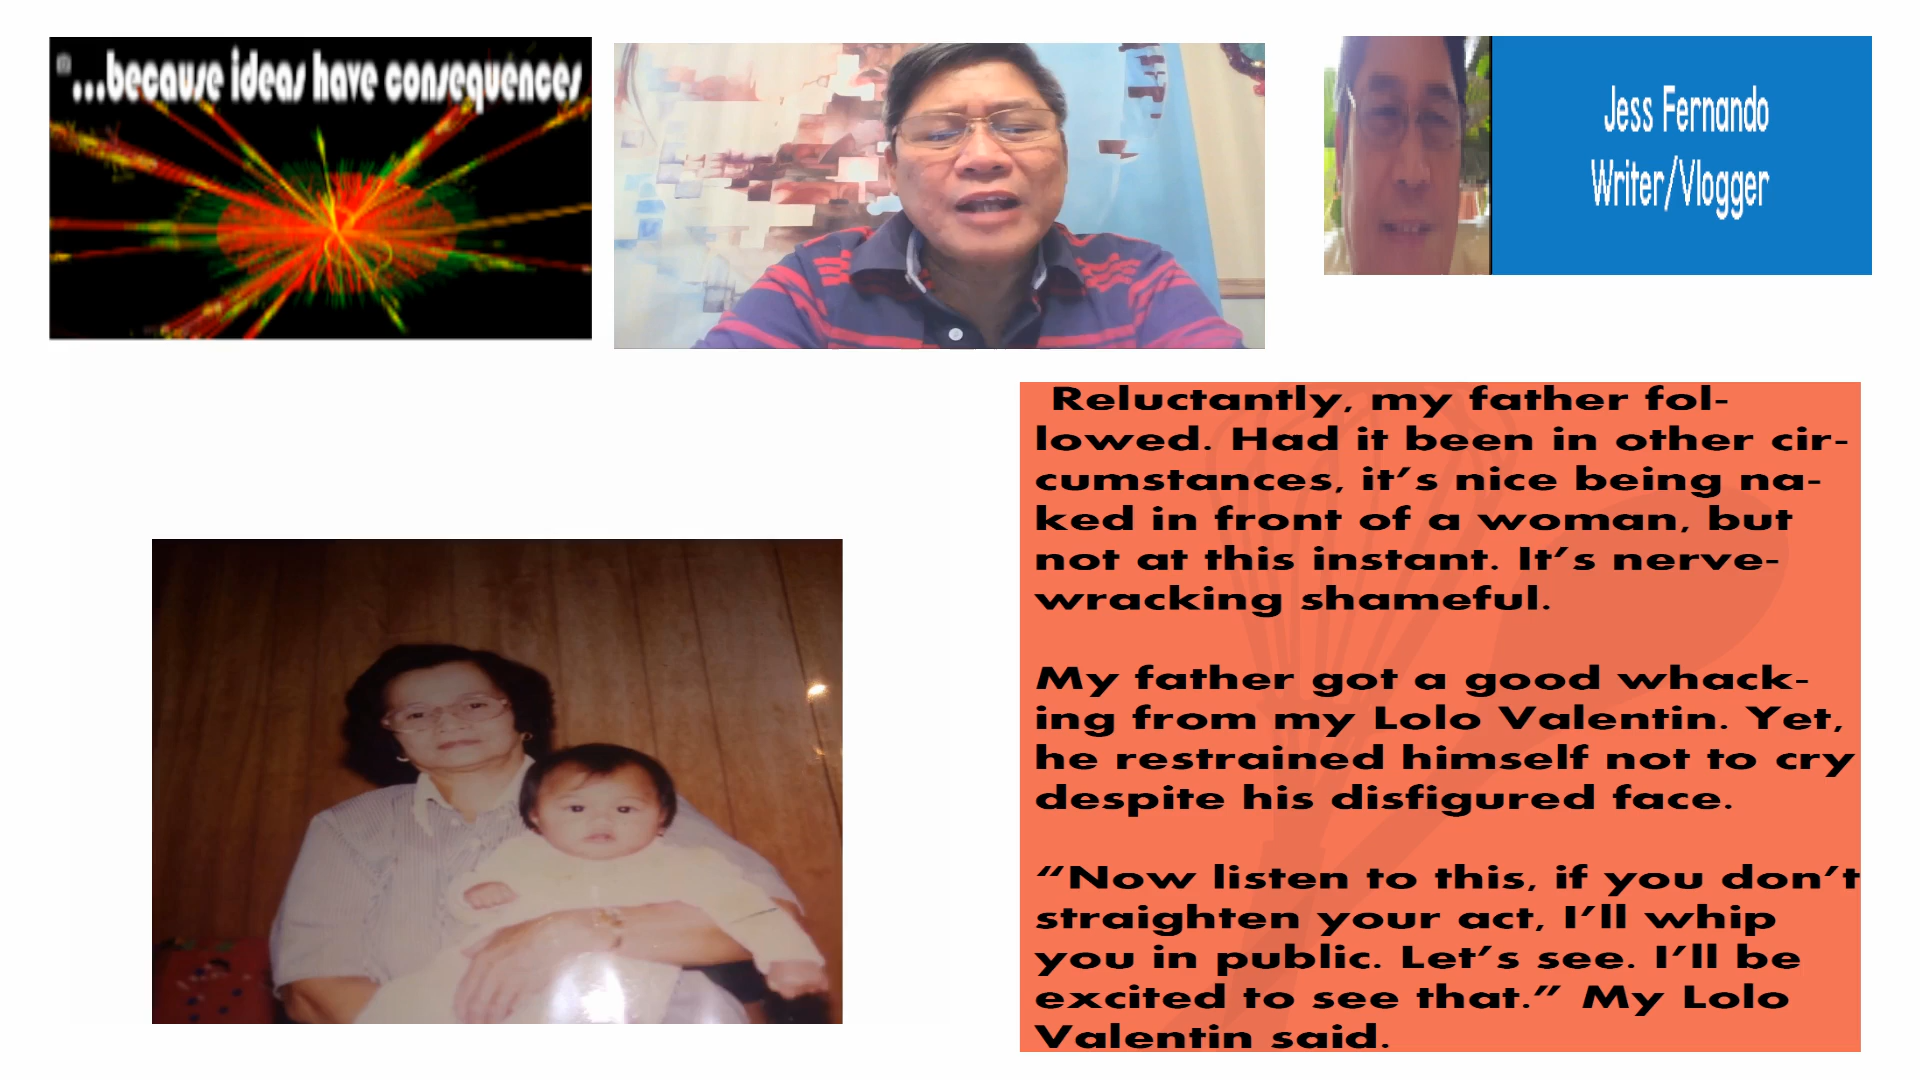 "...because ideas have consequences
Jess Fernando
Writer/Vlogger
Reluctantly, my father fol-
lowed. Had it been in other cir-
cumstances, it's nice being na-
ked in front of a woman, but
not at this instant. It's nerve-
wracking shameful.
My father got a good whack-
ing from my Lolo Valentin. Yet,
he restrained himself not to cry
despite his disfigured face.
“Now listen to this, if you don’t
straighten your act, I’ll whip
you in public. Let’s see. I’ll be
excited to see that.” My Lolo
Valentin said.